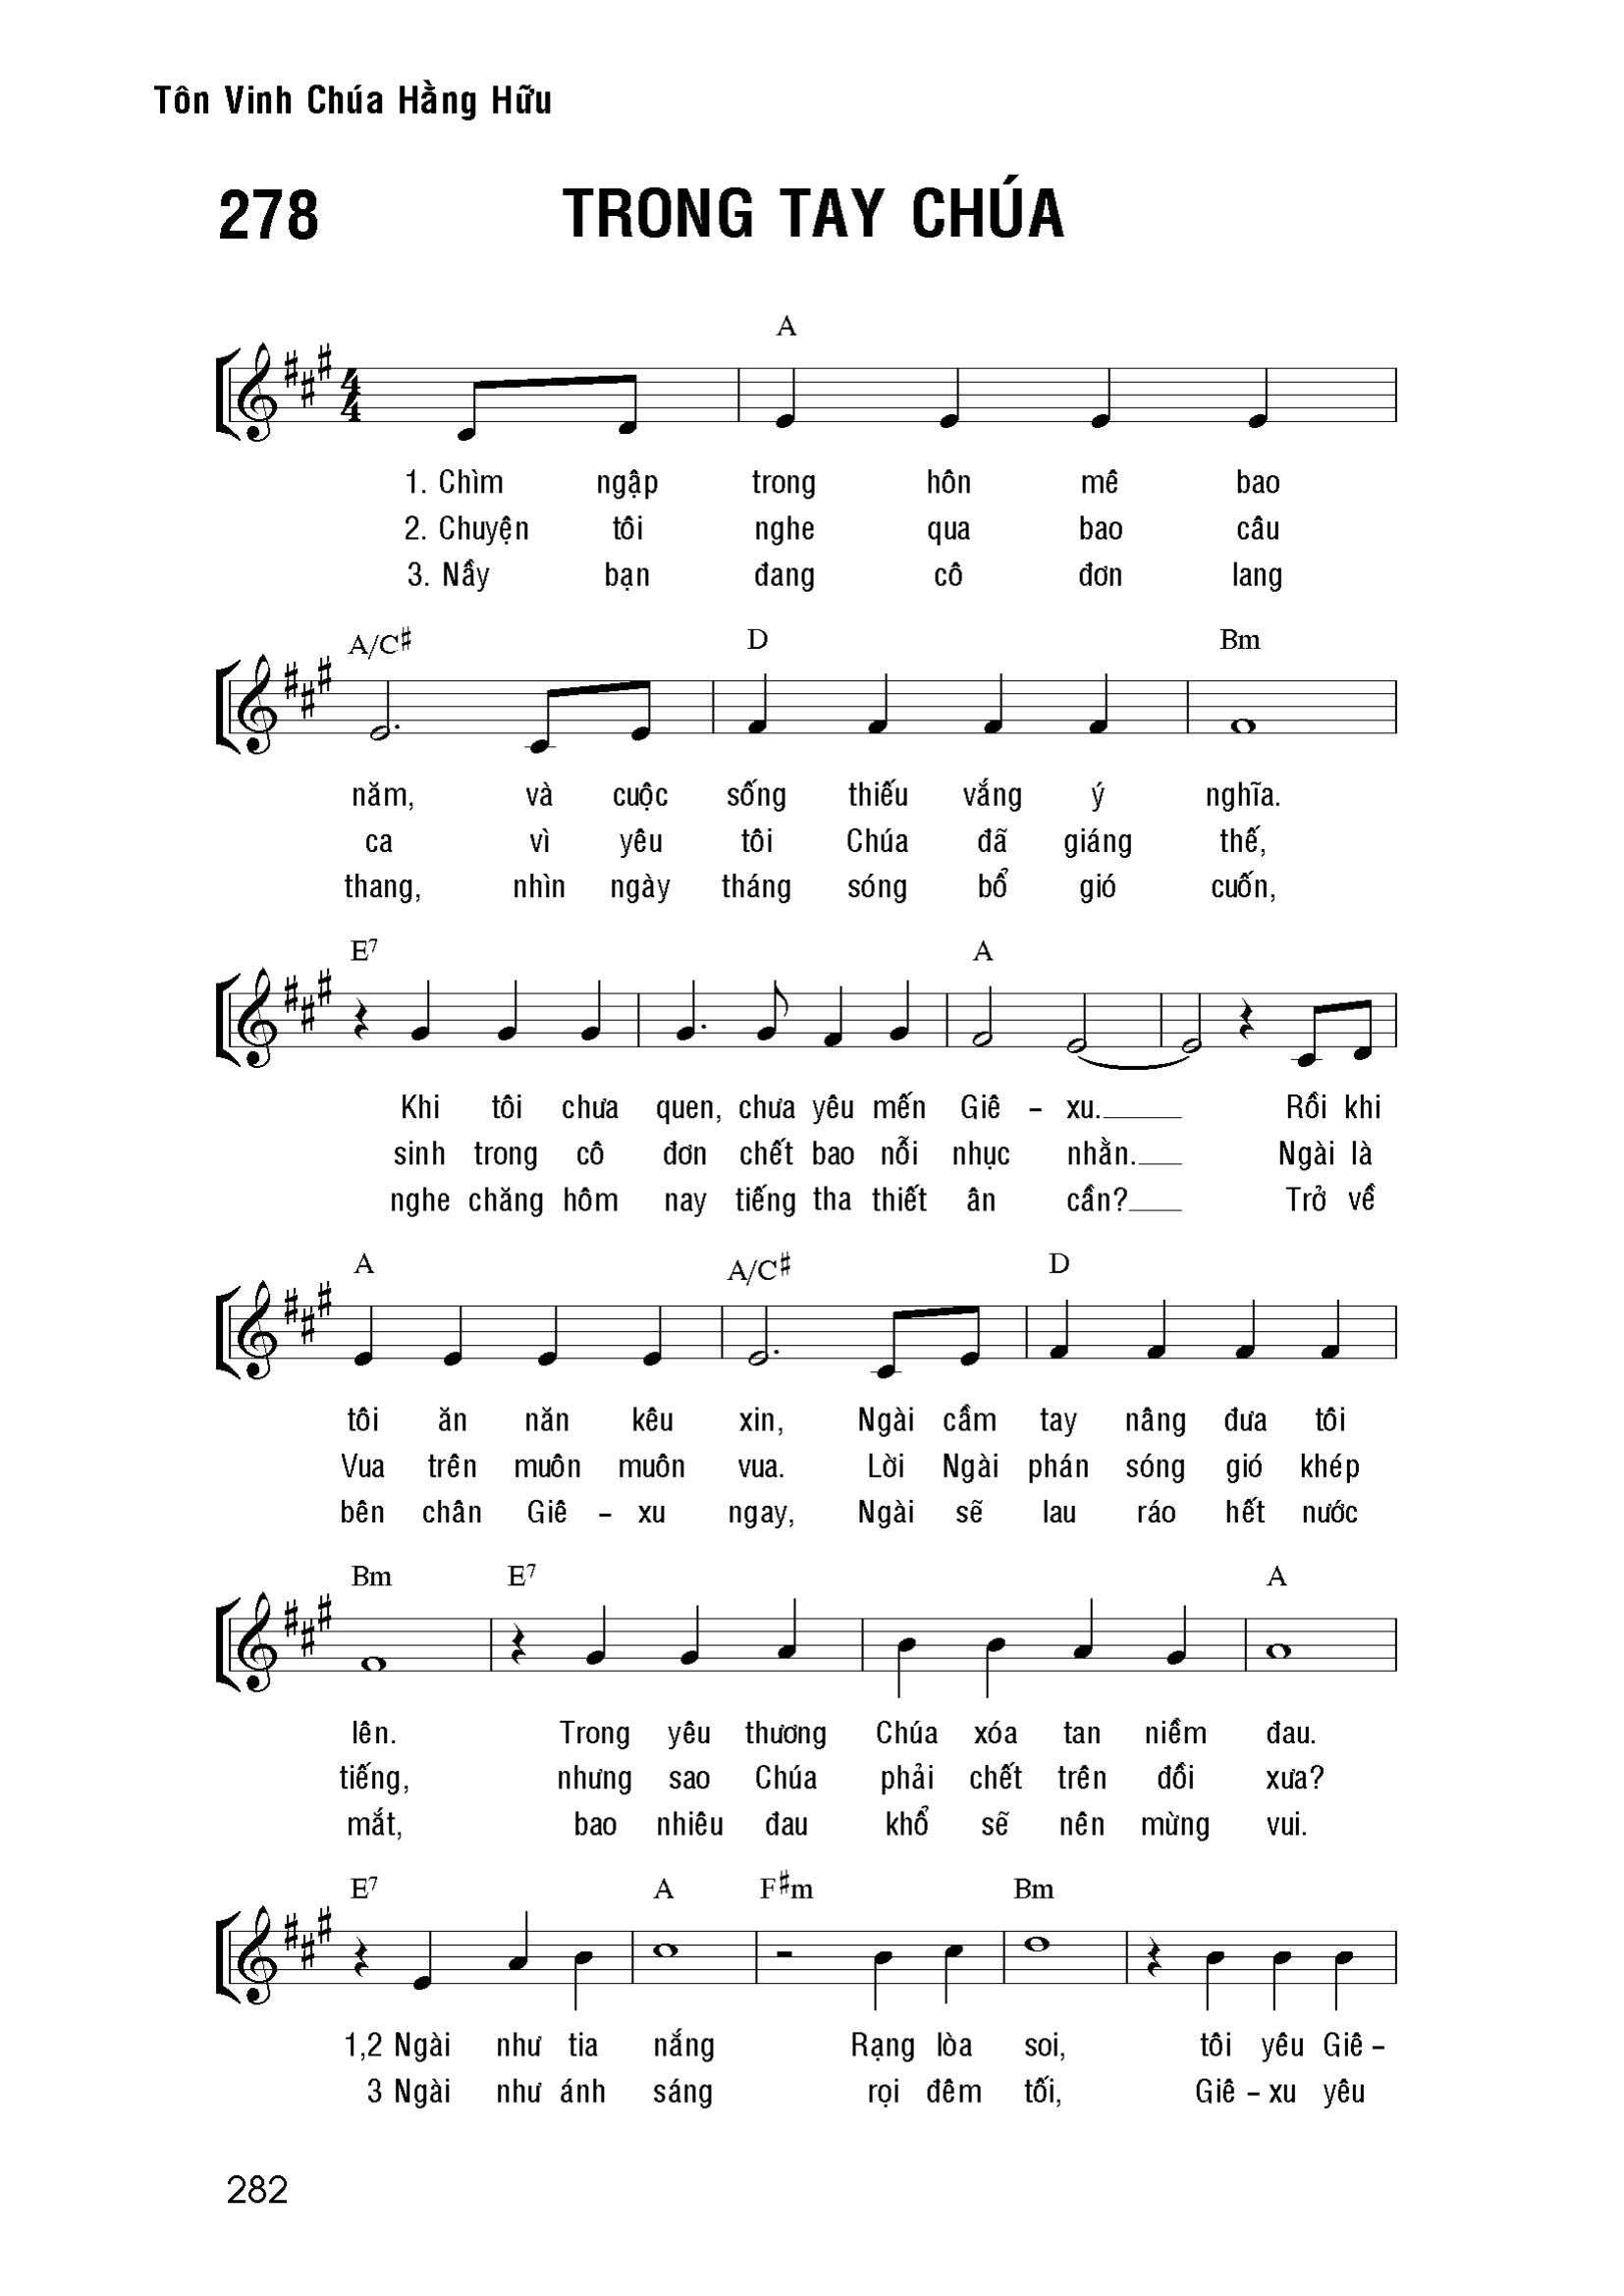 Tôn Vinh Chúa Hằng Hữu
278 TRONG TAY CHÚA
A
4
4
1. Chìm ngập trong hôn mê bao
2. Chuyện tôi nghe qua bao câu
3. Nầy bạn đang cô đơn lang
A/C♯ D Bm
năm, và cuộc sống thiếu vắng ý nghĩa.
ca vì yêu tôi Chúa đã giáng thế,
thang, nhìn ngày tháng sóng bổ gió cuốn,
E7 A
Khi tôi chưa quen, chưa yêu mến Giê - xu.
sinh trong cô đơn chết bao nỗi nhục nhằn. Ngài là
nghe chăng hôm nay tiếng tha thiết ân cần? Trở về
Rồi khi
A A/C♯ D
tôi ăn năn kêu xin, Ngài cầm tay nâng đưa tôi
Vua trên muôn muôn vua. Lời Ngài phán sóng gió khép
bên chân Giê - xu ngay, Ngài sẽ lau ráo hết nước
Bm E7 A
lên. Trong yêu thương Chúa xóa tan niềm đau.
tiếng, nhưng sao Chúa phải chết trên đồi xưa?
mắt, bao nhiêu đau khổ sẽ nên mừng vui.
E7 A F♯m Bm
1,2 Ngài như tia nắng Rạng lòa soi, tôi yêu Giê -
3 Ngài như ánh sáng rọi đêm tối, Giê - xu yêu
282